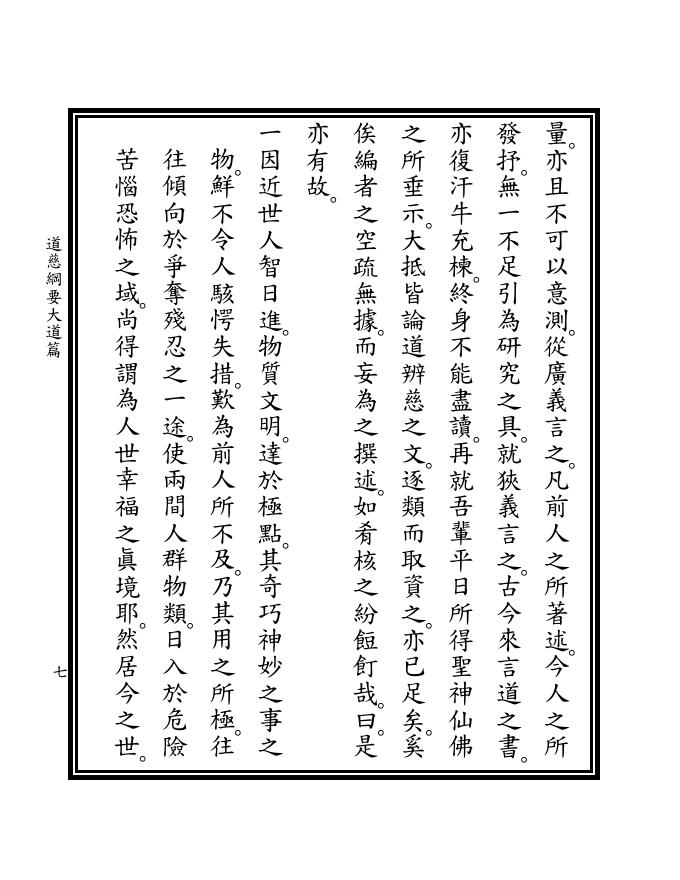 量。亦且不可以意測。從廣義言之。凡前人之所著述。今人之所
發抒。無一不足引為研究之具。就狹義言之。古今來言道之書。
亦復汗牛充棟。終身不能盡讀。再就吾輩平日所得聖神仙佛
之所垂示。大抵皆論道辨慈之文。逐類而取資之。亦已足矣。奚
俟編者之空疏無據。而妄為之撰述。如肴核之紛飽飣哉。曰。是
亦有故。
一因近世人智日進。物質文明。達於極點。其奇巧神妙之事之
物。鮮不令人駭愕失措。歎為前人所不及。乃其用之所極。往
往傾向於爭奪殘忍之一途。使兩間人群物類。日入於危險
苦惱恐怖之域。尚得謂為人世幸福之眞境耶。然居今之世。
道慈綱要大道篇
七